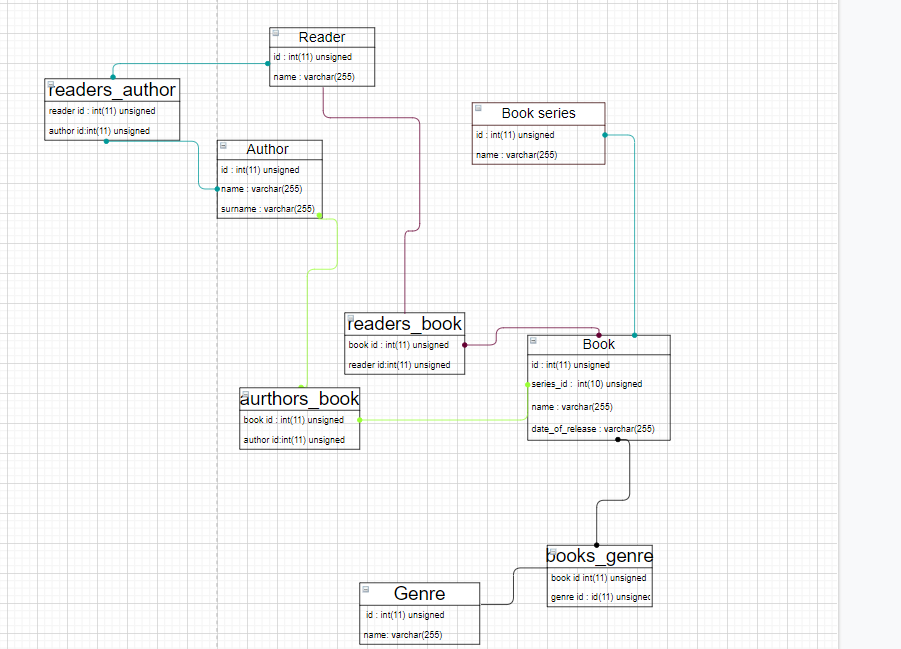 Reader
id : int(11) unsigned
name : varchar(255)
readers_author
reader id : int(11) unsigned
author id:int(11) unsigned
Book series
id : int(11) unsigned
name : varchar(255)
Author
id : int(11) unsigned
name : varchar(255)
surname : varchar(255)
readers_book
book id : int(11) unsigned
reader id:int(11) unsigned
Book
id : int(11) unsigned
series_id : int(10) unsigned
name : varchar(255)
date_of_release : varchar(255)
aurthors_book
book id : int(11) unsigned
author id:int(11) unsigned
books_genre
book id int(11) unsigned
genre id : id(11) unsignec
Genre
id : int(11) unsigned
name: varchar(255)